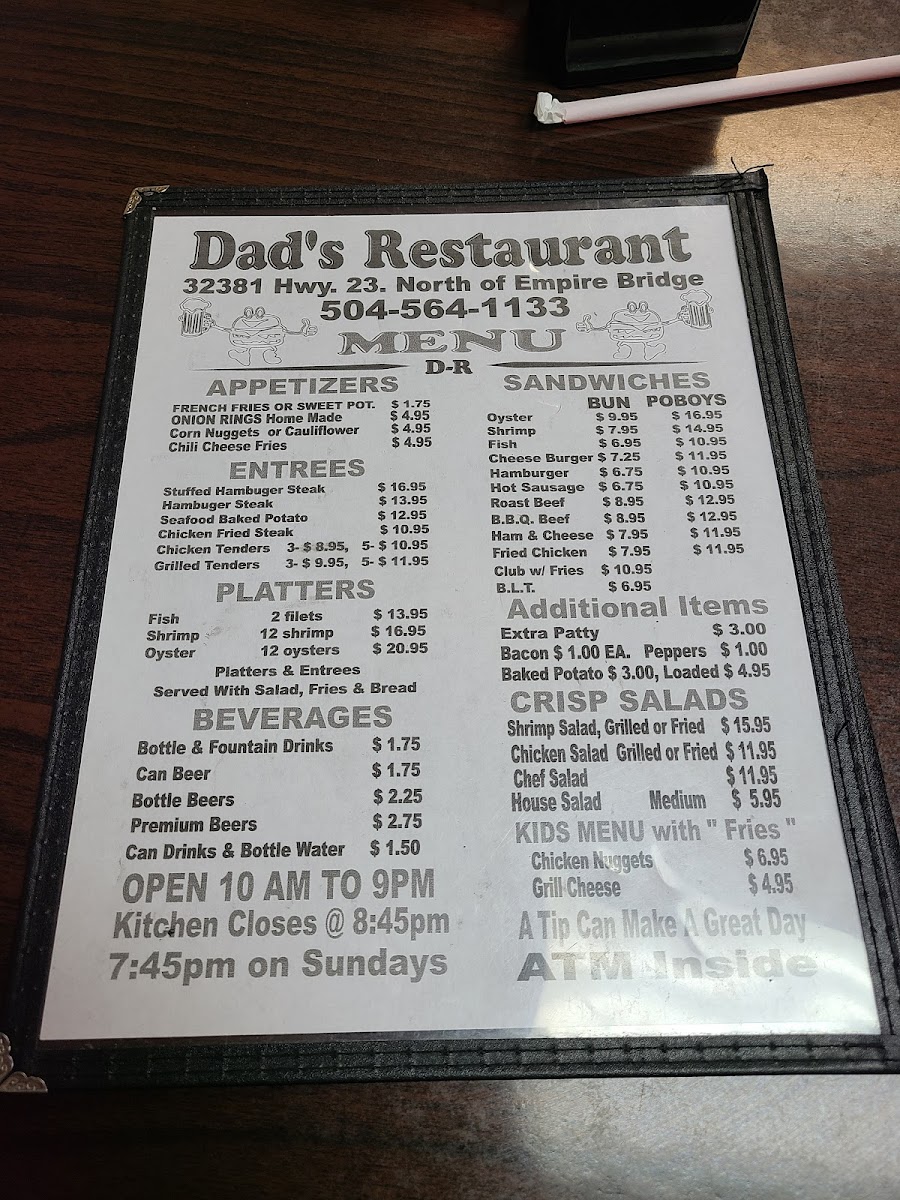 Dad's Restaurant
32381 Hwy. 23. North of Empire Bridge
504-564-1133
MENU
D-R
APPETIZERS
FRENCH FRIES OR SWEET POT. $ 1.75
ONION RINGS Home Made $ 4.95
Corn Nuggets or Cauliflower $ 4.95
Chili Cheese Fries $ 4.95
ENTREES
Stuffed Hambuger Steak $ 16.95
Hambuger Steak $ 13.95
Seafood Baked Potato $ 12.95
Chicken Fried Steak $ 10.95
Chicken Tenders 3- $ 8.95, 5- $ 10.95
Grilled Tenders 3- $ 9.95, 5- $ 11.95
PLATTERS
Fish 2 filets $ 13.95
Shrimp 12 shrimp $ 16.95
Oyster 12 oysters $ 20.95
Platters & Entrees
Served With Salad, Fries & Bread
BEVERAGES
Bottle & Fountain Drinks $ 1.75
Can Beer $ 1.75
Bottle Beers $ 2.25
Premium Beers $ 2.75
Can Drinks & Bottle Water $ 1.50
OPEN 10 AM TO 9PM
Kitchen Closes @ 8:45pm
7:45pm on Sundays
SANDWICHES
BUN POBOYS
Oyster $ 9.95 $ 16.95
Shrimp $ 7.95 $ 14.95
Fish $ 6.95 $ 10.95
Cheese Burger $ 7.25 $ 11.95
Hamburger $ 6.75 $ 10.95
Hot Sausage $ 6.75 $ 10.95
Roast Beef $ 8.95 $ 12.95
B.B.Q. Beef $ 8.95 $ 12.95
Ham & Cheese $ 7.95 $ 11.95
Fried Chicken $ 7.95 $ 11.95
Club w/ Fries $ 10.95
B.L.T. $ 6.95
Additional Items
Extra Patty $ 3.00
Bacon $ 1.00 EA. Peppers $ 1.00
Baked Potato $ 3.00, Loaded $ 4.95
CRISP SALADS
Shrimp Salad, Grilled or Fried $ 15.95
Chicken Salad Grilled or Fried $ 11.95
Chef Salad $ 11.95
House Salad Medium $ 5.95
KIDS MENU with " Fries "
Chicken Nuggets $ 6.95
Grill Cheese $ 4.95
A Tip Can Make A Great Day
ATM Inside